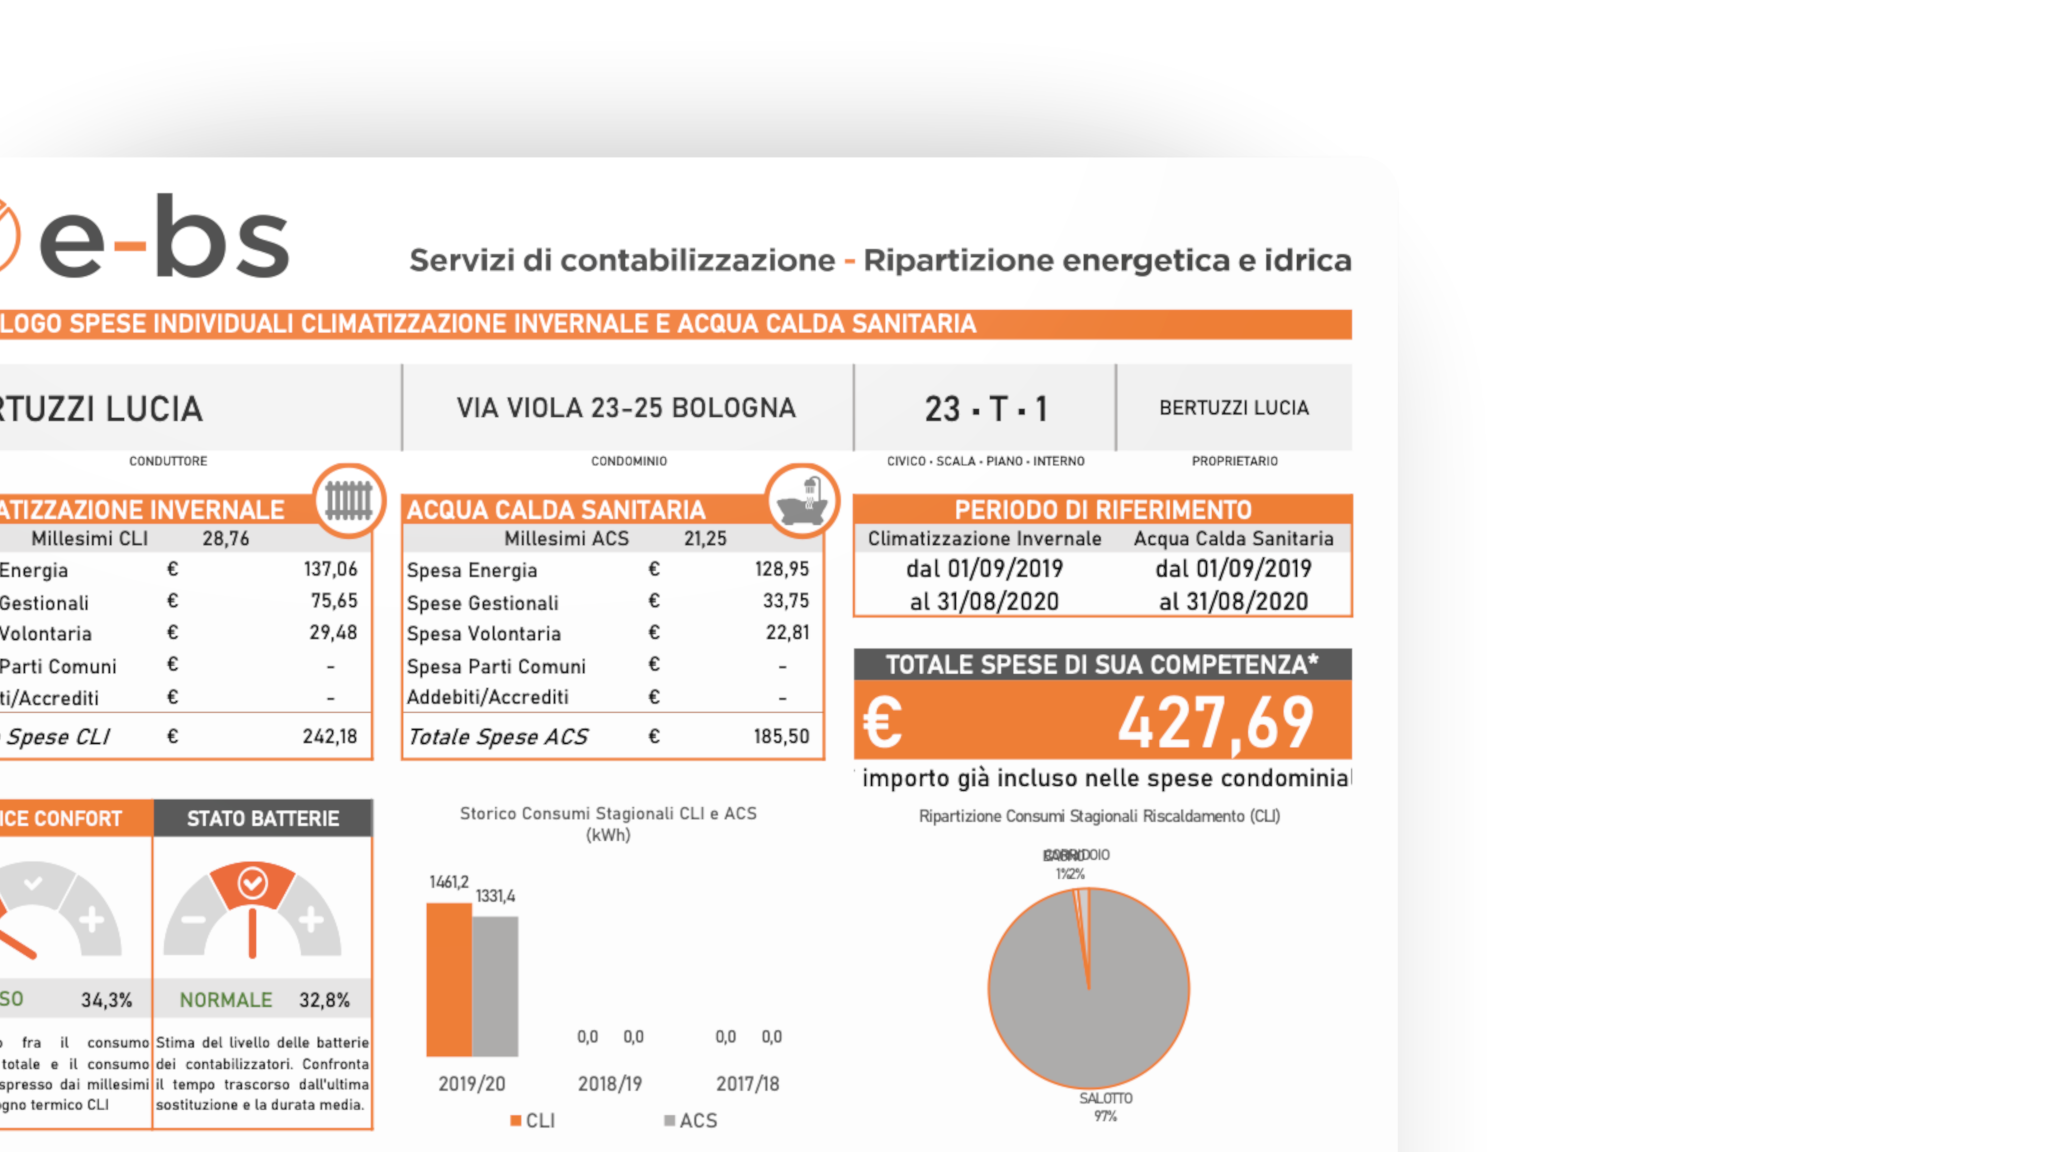 e-bs
Servizi di contabilizzazione - Ripartizione energetica e idrica
LOGO SPESE INDIVIDUALI CLIMATIZZAZIONE INVERNALE E ACQUA CALDA SANITARIA
RTUZZI LUCIA
CONDUTTORE
VIA VIOLA 23-25 BOLOGNA
CONDOMINIO
23 · T · 1
CIVICO · SCALA · PIANO · INTERNO
BERTUZZI LUCIA
PROPRIETARIO
ATIZZAZIONE INVERNALE
Millesimi CLI 28,76
Energia € 137,06
Gestionali € 75,65
Volontaria € 29,48
Parti Comuni € -
ti/Accrediti € -
Spese CLI € 242,18
ACQUA CALDA SANITARIA
Millesimi ACS 21,25
Spesa Energia € 128,95
Spese Gestionali € 33,75
Spesa Volontaria € 22,81
Spesa Parti Comuni € -
Addebiti/Accrediti € -
Totale Spese ACS € 185,50
PERIODO DI RIFERIMENTO
Climatizzazione Invernale Acqua Calda Sanitaria
dal 01/09/2019 dal 01/09/2019
al 31/08/2020 al 31/08/2020
TOTALE SPESE DI SUA COMPETENZA*
€ 427,69
importo già incluso nelle spese condominial
ICE CONFORT
SO 34,3%
o fra il consumo
totale e il consumo
spresso dai millesimi
gno termico CLI
STATO BATTERIE
NORMALE 32,8%
Stima del livello delle batterie
dei contabilizzatori. Confronta
il tempo trascorso dall'ultima
sostituzione e la durata media.
Storico Consumi Stagionali CLI e ACS
(kWh)
1461,2
1331,4
0,0 0,0 0,0 0,0
2019/20 2018/19 2017/18
CLI ACS
Ripartizione Consumi Stagionali Riscaldamento (CLI)
CORRIDOIO
1% 2%
SALOTTO
97%